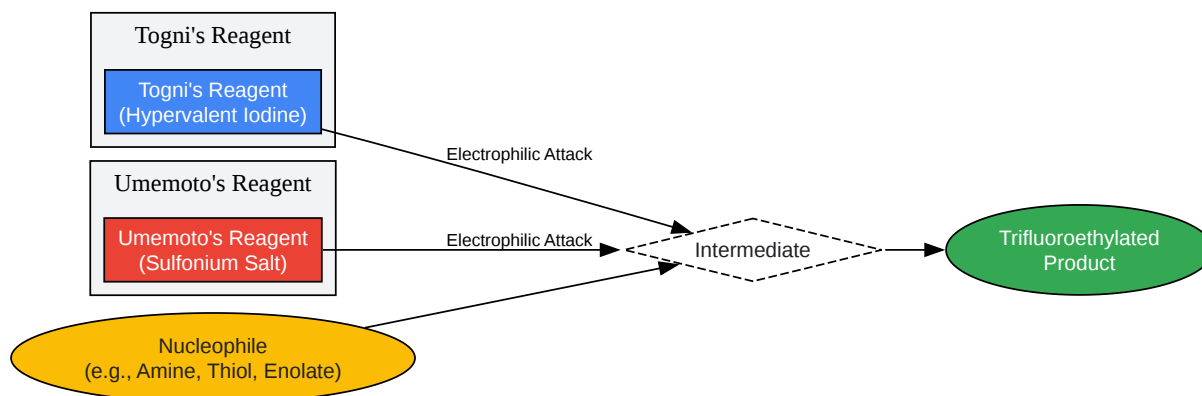 Togni's Reagent
Togni's Reagent
(Hypervalent Iodine)
Electrophilic Attack
Umemoto's Reagent
Umemoto's Reagent
(Sulfonium Salt)
Electrophilic Attack
Intermediate
Trifluoroethylated
Product
Nucleophile
(e.g., Amine, Thiol, Enolate)